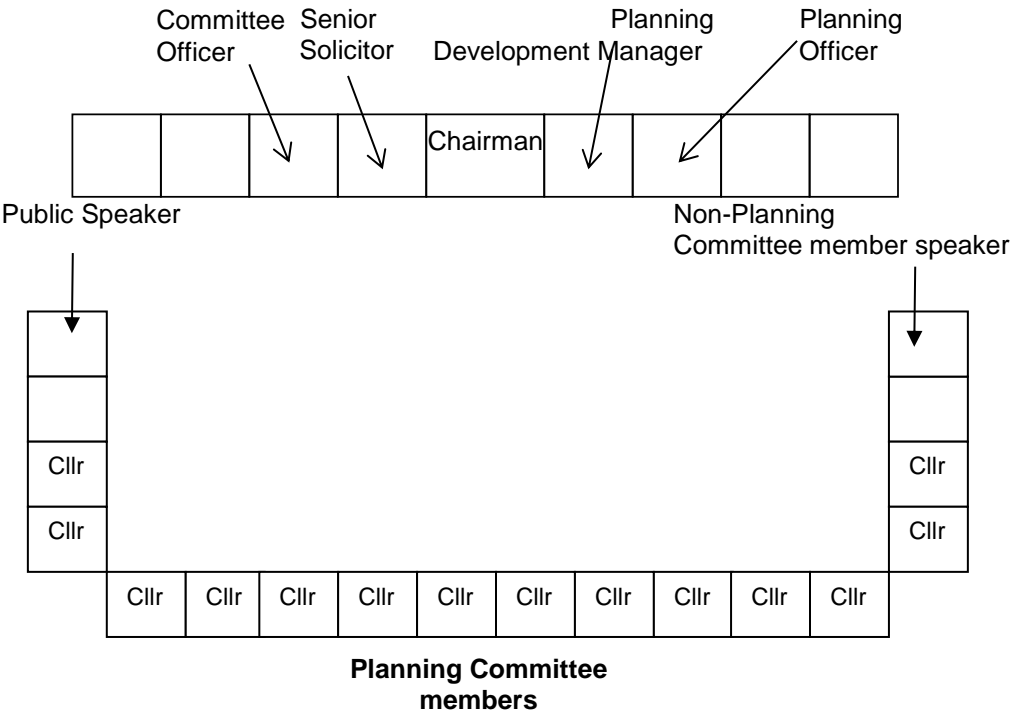 Committee Senior Planning Planning
Officer Solicitor Development Manager Officer
Chairman
Public Speaker
Non-Planning
Committee member speaker
Cllr Cllr
Cllr Cllr
Cllr Cllr Cllr Cllr Cllr Cllr Cllr Cllr Cllr Cllr
Planning Committee
members